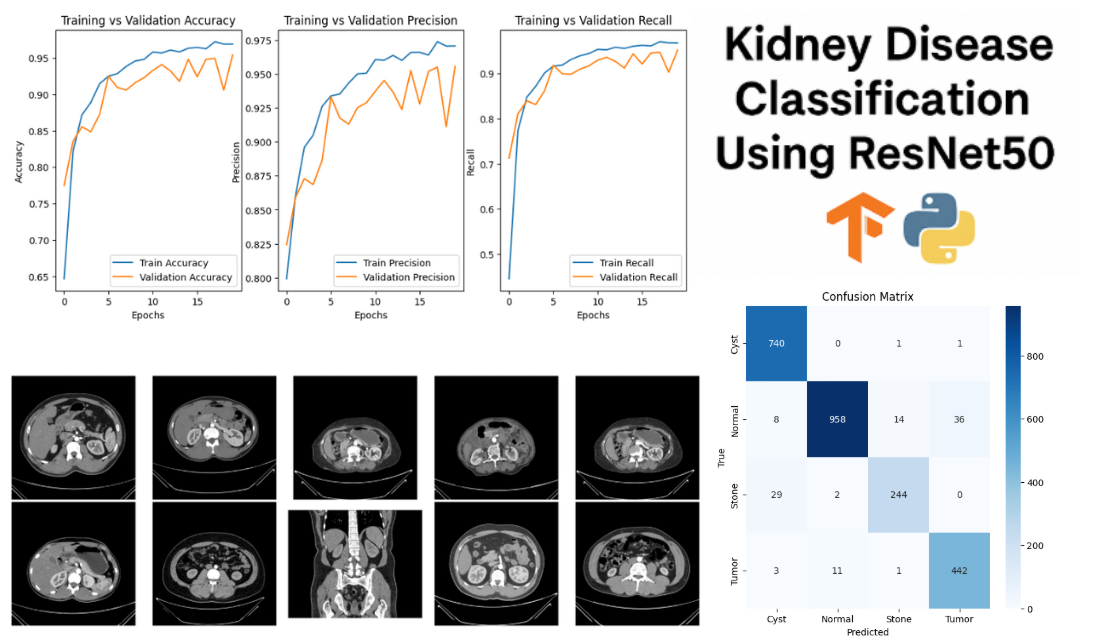 Training vs Validation Accuracy
0.95
0.90
0.85
0.80
0.75
0.70
0.65
Accuracy
Train Accuracy
Validation Accuracy
0
5
10
15
Epochs
Training vs Validation Precision
0.975
0.950
0.925
0.900
0.875
0.850
0.825
0.800
Precision
Train Precision
Validation Precision
0
5
10
15
Epochs
Training vs Validation Recall
0.9
0.8
0.7
0.6
0.5
Recall
Train Recall
Validation Recall
0
5
10
15
Epochs
Kidney Disease
Classification
Using ResNet50
Confusion Matrix
True
Cyst
740 0 1 1
Normal
8 958 14 36
Stone
29 2 244 0
Tumor
3 11 1 442
Cyst Normal Stone Tumor
Predicted
800
600
400
200
0